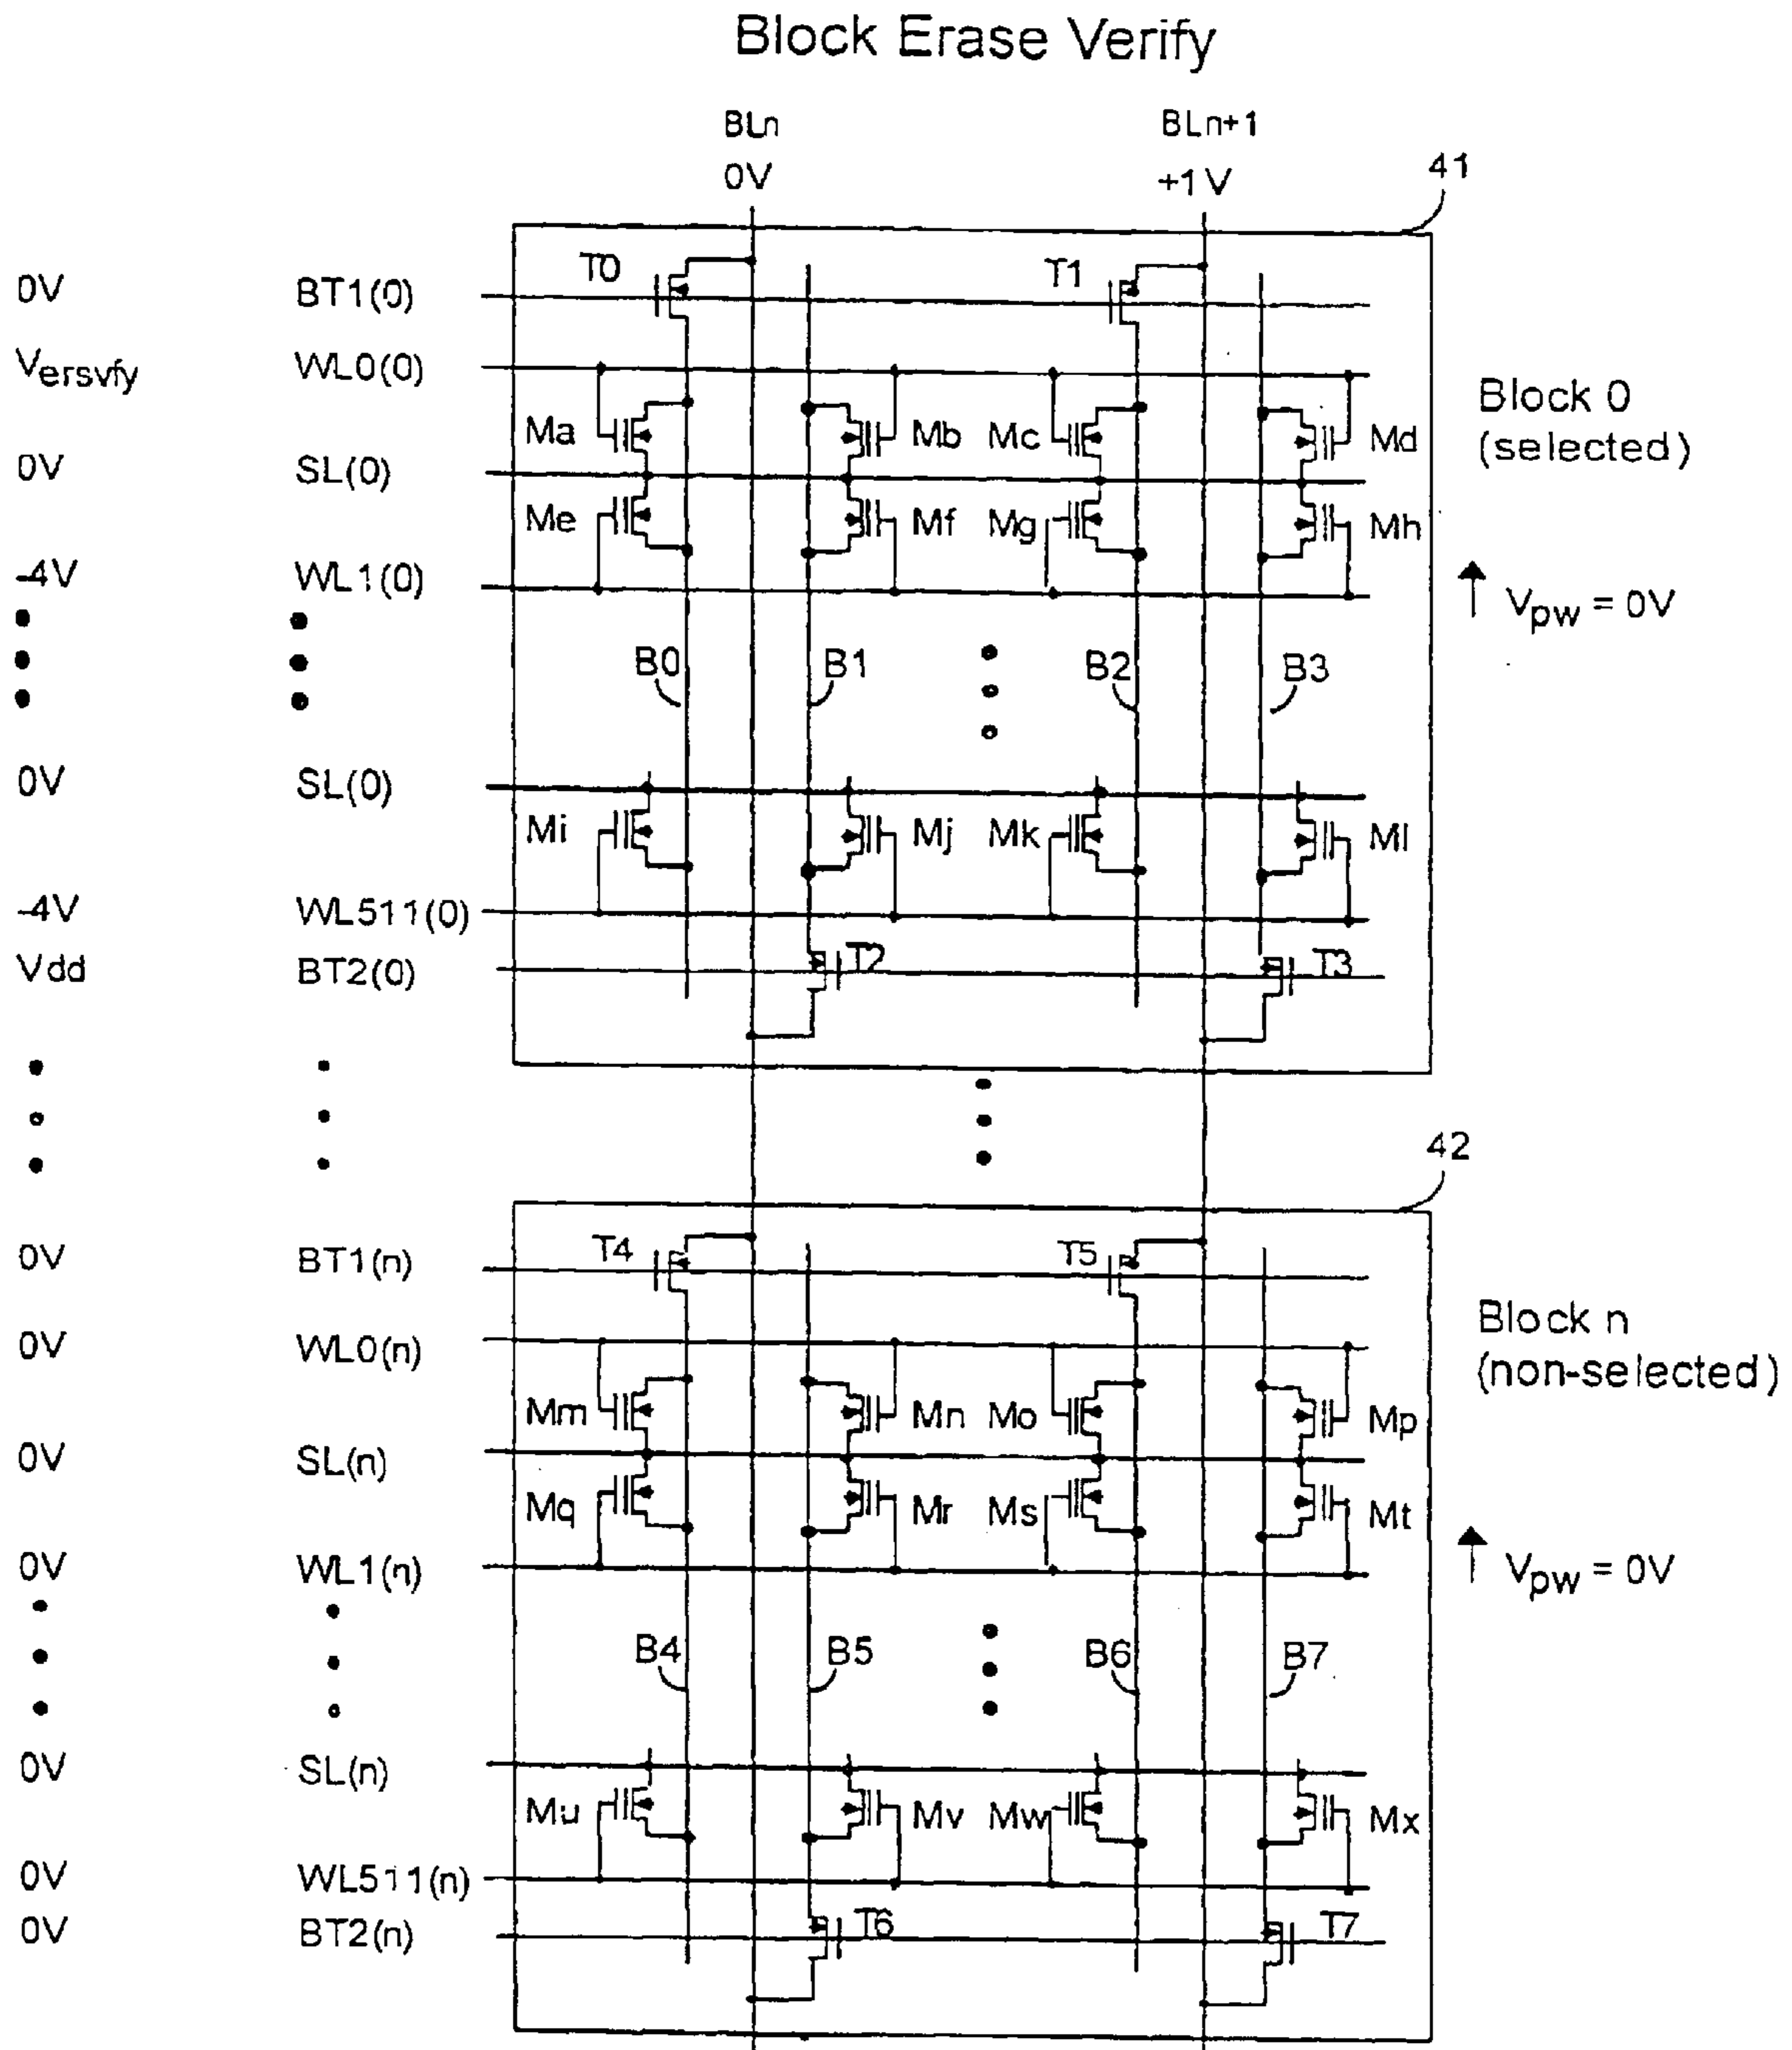 Block Erase Verify
BLn BLn+1
0V +1V
41
0V BT1(0) T0 T1
Versvfy WL0(0)
Block 0
(selected)
Ma Mb Mc Md
0V SL(0)
Me Mf Mg Mh
-4V WL1(0)
Vpw = 0V
B0 B1 B2 B3
0V SL(0)
Mi Mj Mk Ml
-4V WL511(0)
Vdd BT2(0) T2 T3
42
0V BT1(n) T4 T5
0V WL0(n)
Block n
(non-selected)
Mm Mn Mo Mp
0V SL(n)
Mq Mr Ms Mt
0V WL1(n)
Vpw = 0V
B4 B5 B6 B7
0V SL(n)
Mu Mv Mw Mx
0V WL511(n)
0V BT2(n) T6 T7